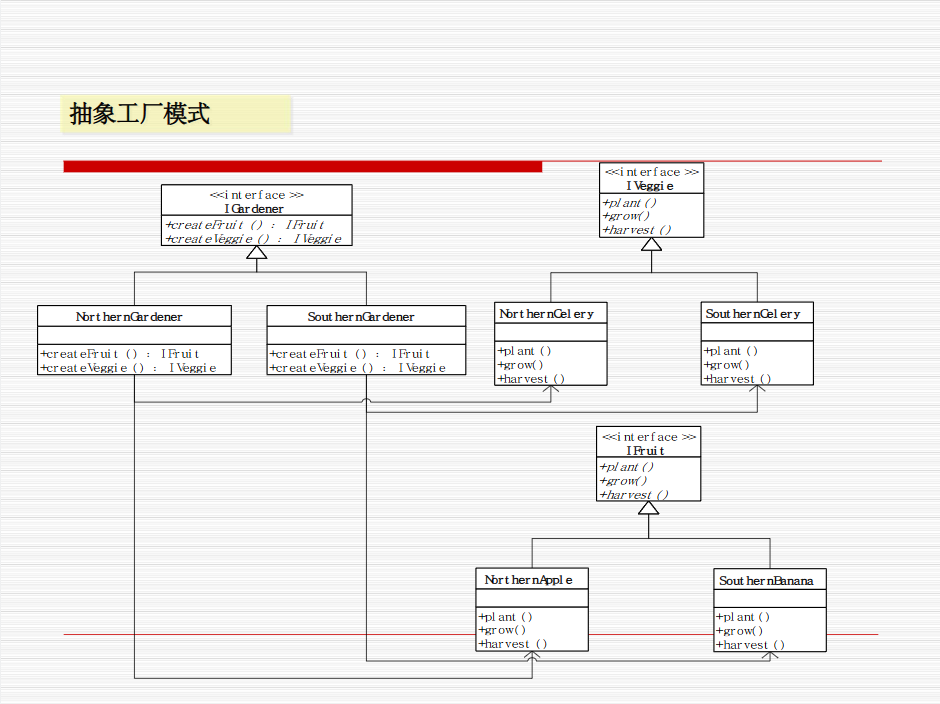 抽象工厂模式
<<interface>>
IGardener
+createFruit() : IFruit
+createVeggie() : IVeggie
<<interface>>
IVeggie
+plant()
+grow()
+harvest()
NorthernGardener
+createFruit() : IFruit
+createVeggie() : IVeggie
SouthernGardener
+createFruit() : IFruit
+createVeggie() : IVeggie
NorthernCelery
+plant()
+grow()
+harvest()
SouthernCelery
+plant()
+grow()
+harvest()
<<interface>>
IFruit
+plant()
+grow()
+harvest()
NorthernApple
+plant()
+grow()
+harvest()
SouthernBanana
+plant()
+grow()
+harvest()